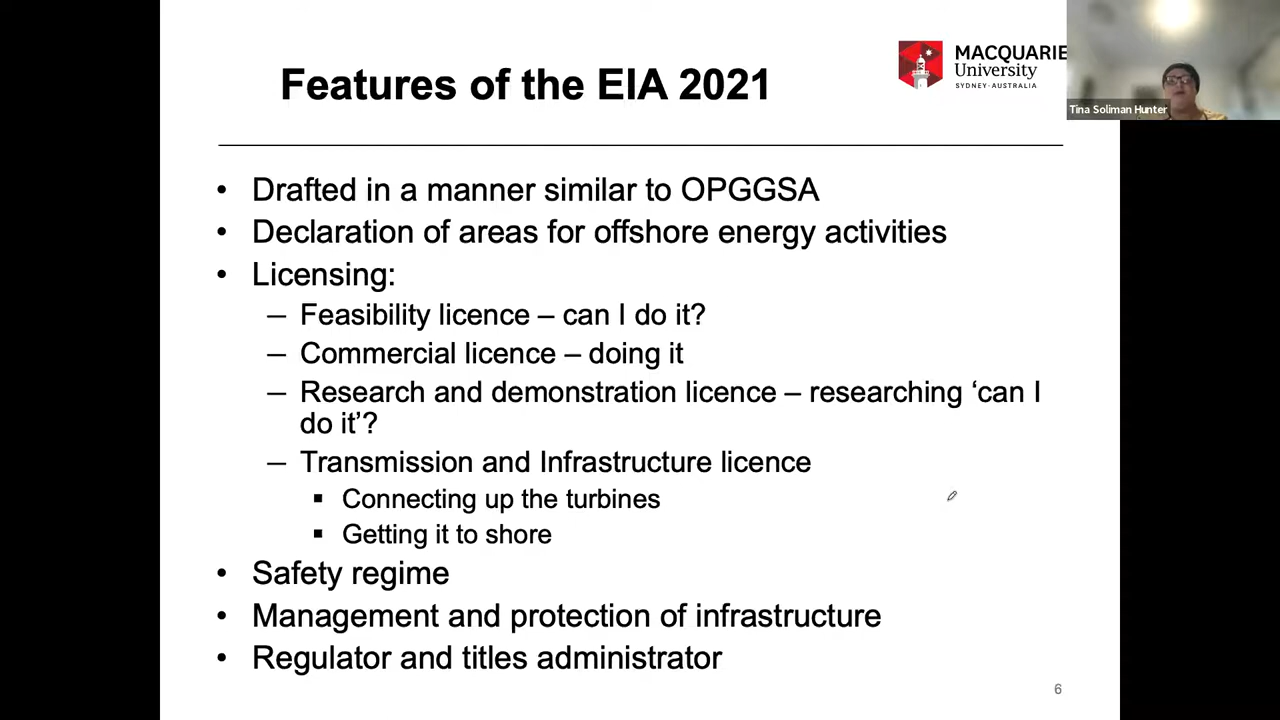 Features of the EIA 2021
MACQUARIE
University
SYDNEY·AUSTRALIA
Tina Soliman Hunter
• Drafted in a manner similar to OPGGSA
• Declaration of areas for offshore energy activities
• Licensing:
– Feasibility licence – can I do it?
– Commercial licence – doing it
– Research and demonstration licence – researching ‘can I
do it’?
– Transmission and Infrastructure licence
▪ Connecting up the turbines
▪ Getting it to shore
• Safety regime
• Management and protection of infrastructure
• Regulator and titles administrator
6